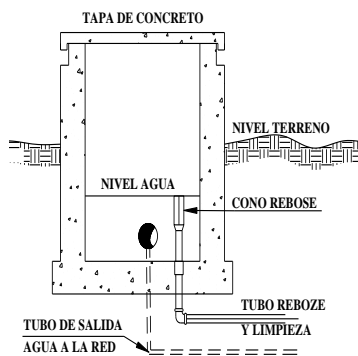 TAPA DE CONCRETO
NIVEL TERRENO
NIVEL AGUA
CONO REBOSE
TUBO REBOZE
Y LIMPIEZA
TUBO DE SALIDA
AGUA A LA RED